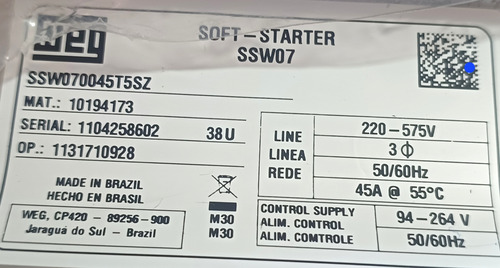 WEG
SOFT-STARTER
SSW07
SSW070045T5SZ
MAT.: 10194173
SERIAL: 1104258602 38U
OP.: 1131710928
MADE IN BRAZIL
HECHO EN BRASIL
WEG, CP420 - 89256-900
Jaraguá do Sul - Brazil
M30
M30
LINE
LINEA
REDE
220-575V
3ϕ
50/60Hz
45A @ 55°C
CONTROL SUPPLY
ALIM. CONTROL
ALIM. COMTROLE
94-264 V
50/60Hz